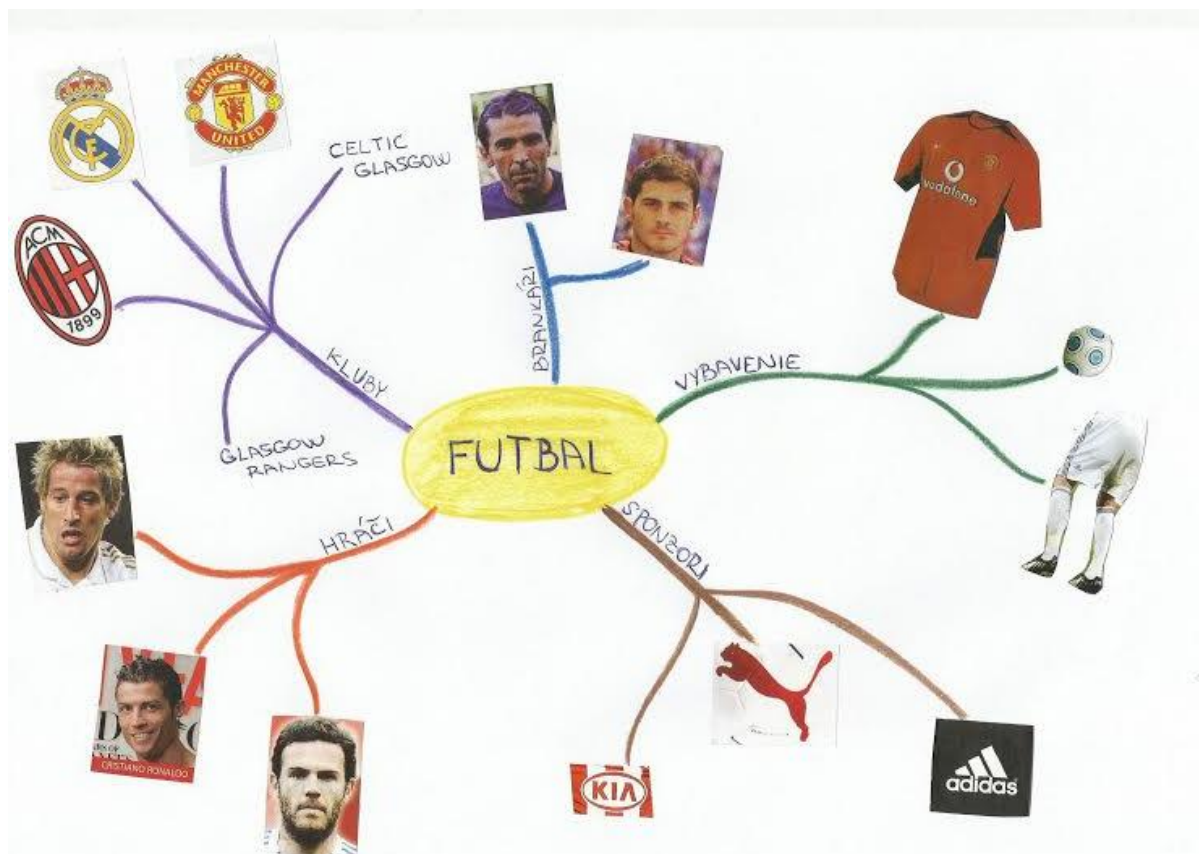 MANCHESTER
UNITED
CELTIC
GLASGOW
ACM
1899
KLUBY
BRANKÁRI
vodafone
VYBAVENIE
GLASGOW
RANGERS
FUTBAL
HRÁČI
SPONZORI
CRISTIANO RONALDO
KIA
adidas